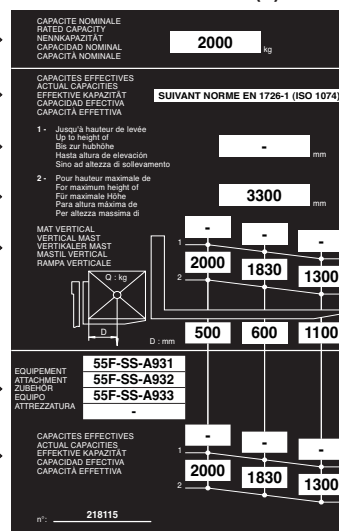 CAPACITE NOMINALE
RATED CAPACITY
NENNKAPAZITÄT
CAPACIDAD NOMINAL
CAPACITÀ NOMINALE
2000 kg
CAPACITES EFFECTIVES
ACTUAL CAPACITIES
EFFEKTIVE KAPAZITÄT
CAPACIDAD EFECTIVA
CAPACITÀ EFFETTIVA
SUIVANT NORME EN 1726-1 (ISO 1074)
1 - Jusqu'à hauteur de levée
Up to height of
Bis zur hubhöhe
Hasta altura de elevación
Sino ad altezza di sollevamento
- mm
2 - Pour hauteur maximale de
For maximum height of
Für maximale Höhe
Para altura máxima de
Per altezza massima di
3300 mm
MAT VERTICAL
VERTICAL MAST
VERTIKALER MAST
MASTIL VERTICAL
RAMPA VERTICALE
1 - - -
2 2000 1830 1300
Q : kg
D
D : mm 500 600 1100
EQUIPEMENT
ATTACHMENT
ZUBEHÖR
EQUIPO
ATTREZZATURA
55F-SS-A931
55F-SS-A932
55F-SS-A933
-
CAPACITES EFFECTIVES
ACTUAL CAPACITIES
EFFEKTIVE KAPAZITÄT
CAPACIDAD EFECTIVA
CAPACITÀ EFFETTIVA
1 - - -
2 2000 1830 1300
n°: 218115